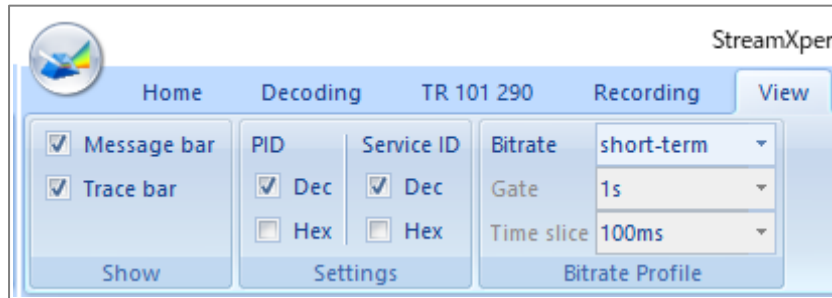 StreamXper
Home Decoding TR 101 290 Recording View
Message bar PID Service ID Bitrate short-term
Trace bar Dec Dec Gate 1s
Hex Hex Time slice 100ms
Show Settings Bitrate Profile